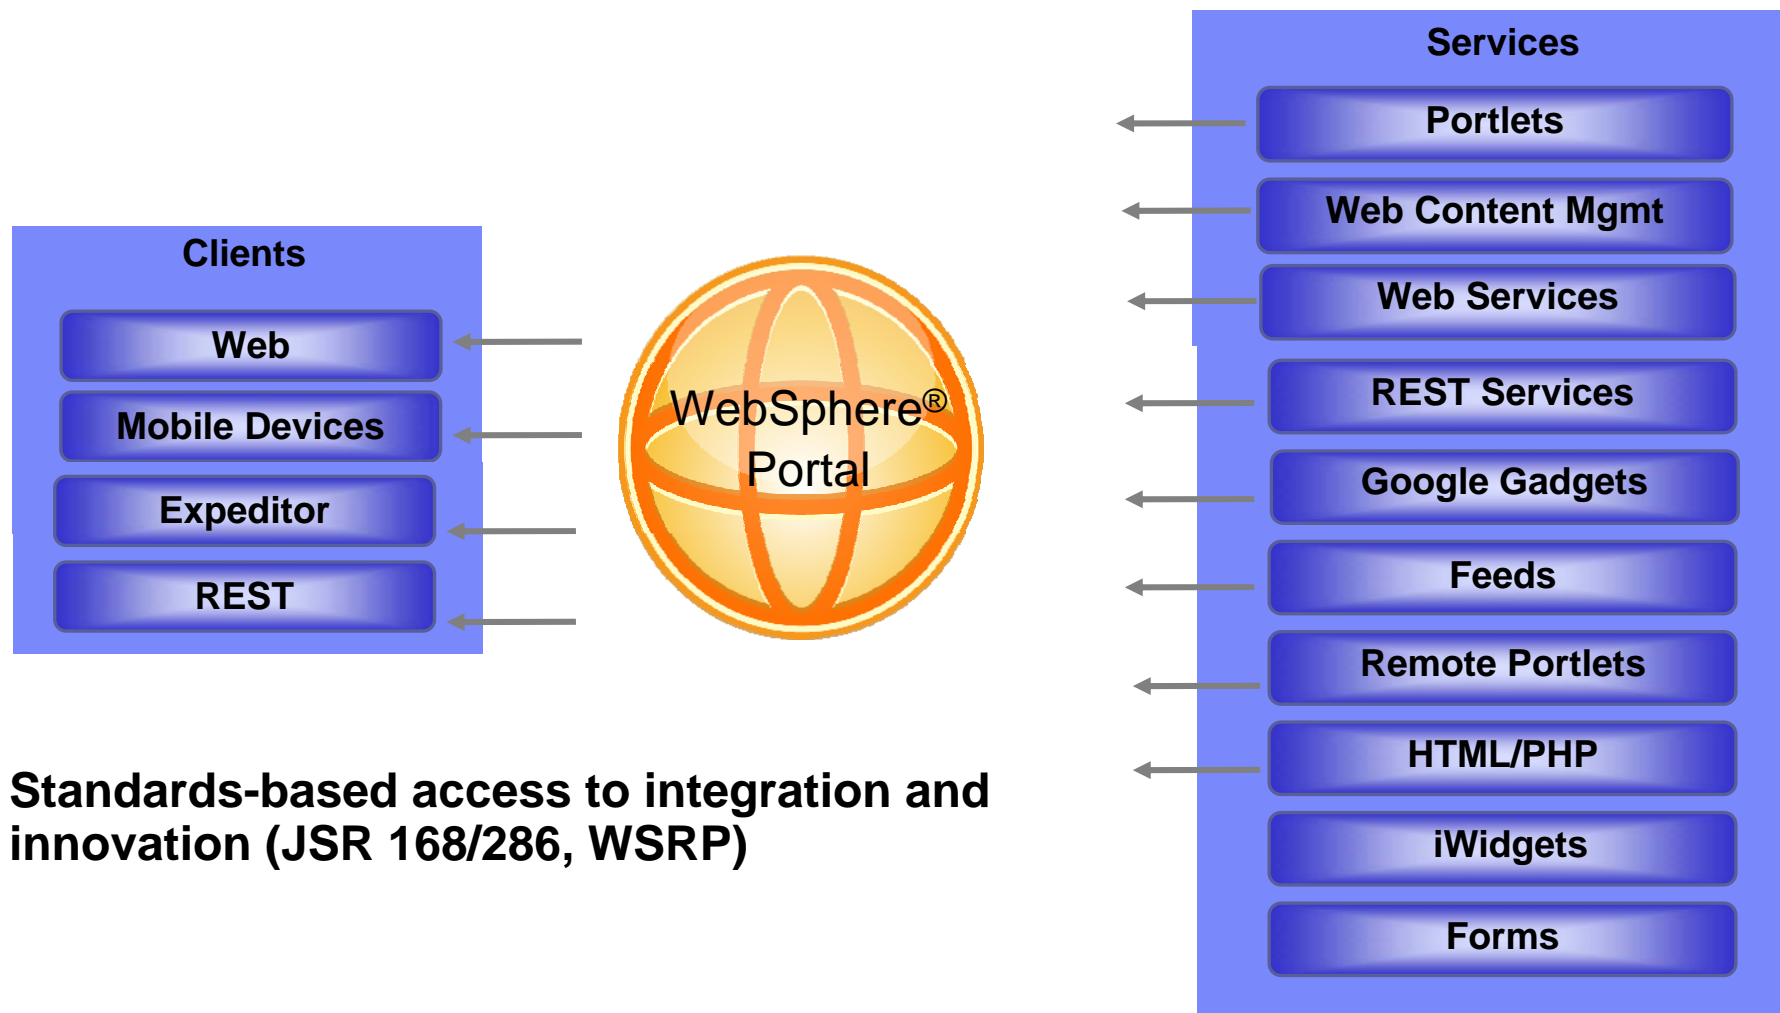 Clients
Web
Mobile Devices
Expeditor
REST
WebSphere®
Portal
Services
Portlets
Web Content Mgmt
Web Services
REST Services
Google Gadgets
Feeds
Remote Portlets
HTML/PHP
iWidgets
Forms
Standards-based access to integration and
innovation (JSR 168/286, WSRP)